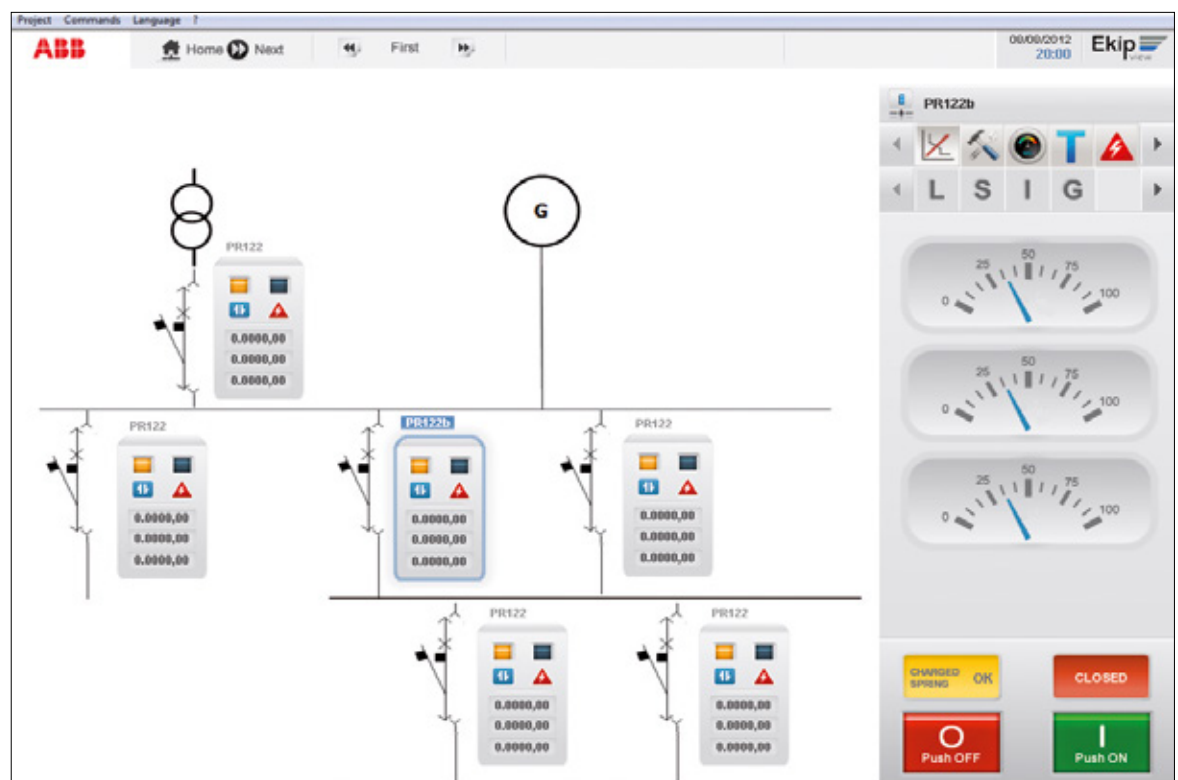 Project Commands Language ?
ABB Home Next First 08/08/2012 20:00 Ekip view
PR122b
L S I G
G
PR122
0.0000,00
0.0000,00
0.0000,00
0 25 50 75 100
0 25 50 75 100
0 25 50 75 100
PR122
0.0000,00
0.0000,00
0.0000,00
PR122b
0.0000,00
0.0000,00
0.0000,00
PR122
0.0000,00
0.0000,00
0.0000,00
PR122
0.0000,00
0.0000,00
0.0000,00
PR122
0.0000,00
0.0000,00
0.0000,00
CHARGED SPRING OK
CLOSED
O
Push OFF
I
Push ON